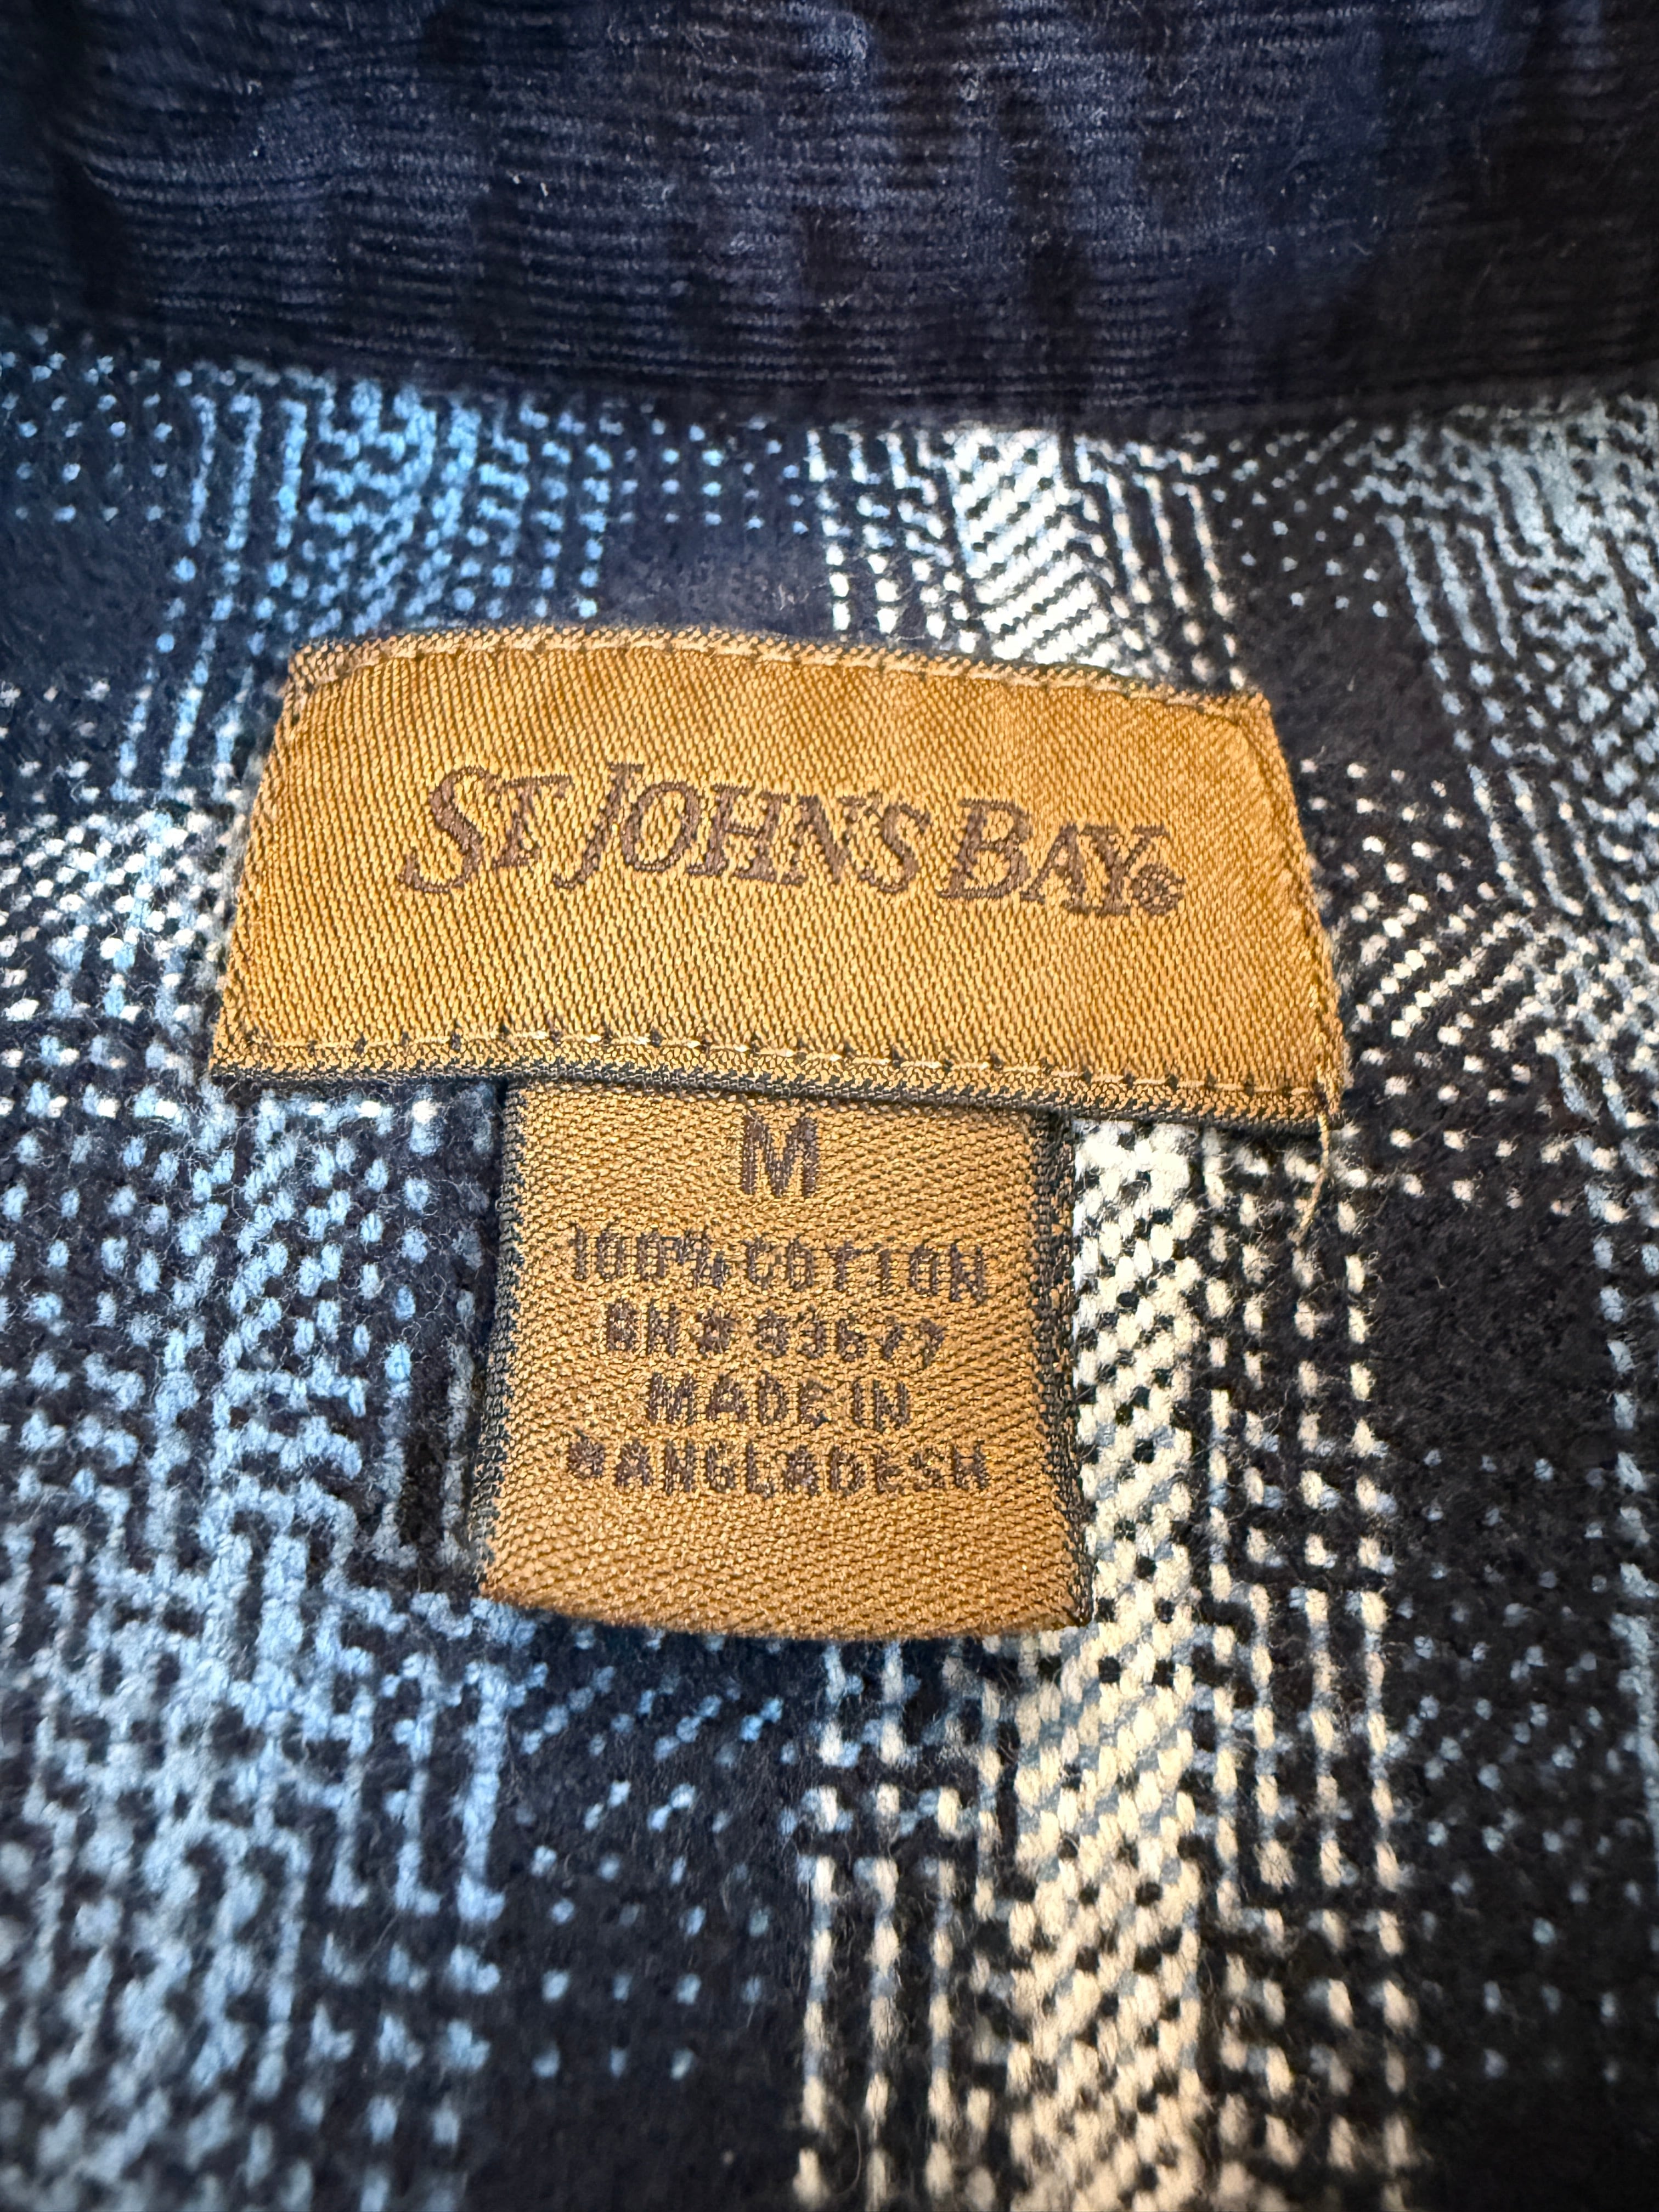 ST. JOHN'S BAY®
M
100% COTTON
RN # 93677
MADE IN
BANGLADESH